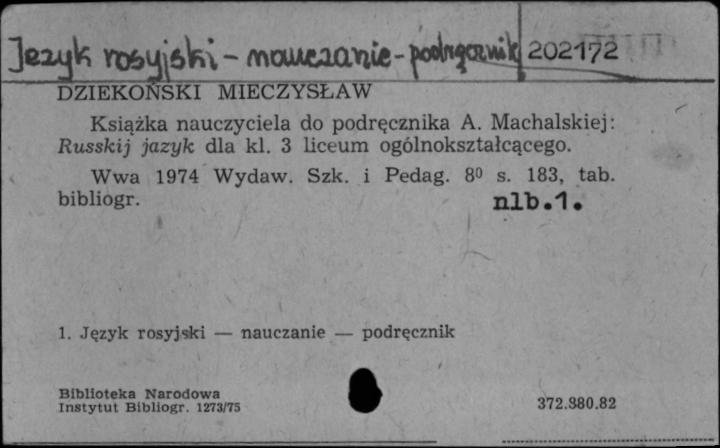 Język rosyjski - nauczanie - podręcznik 202172
DZIEKOŃSKI MIECZYSŁAW
Książka nauczyciela do podręcznika A. Machalskiej:
Russkij jazyk dla kl. 3 liceum ogólnokształcącego.
Wwa 1974 Wydaw. Szk. i Pedag. 8⁰ s. 183, tab.
bibliogr. nlb.1.
1. Język rosyjski — nauczanie — podręcznik
Biblioteka Narodowa
Instytut Bibliogr. 1273/75 372.880.82